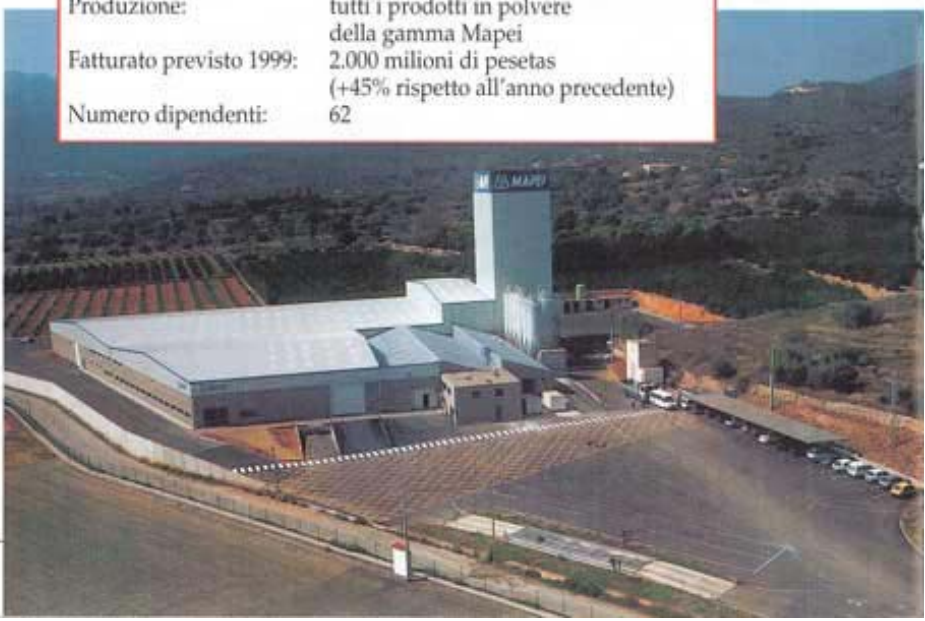 Produzione: tutti i prodotti in polvere
della gamma Mapei
Fatturato previsto 1999: 2.000 milioni di pesetas
(+45% rispetto all'anno precedente)
Numero dipendenti: 62
MAPEI